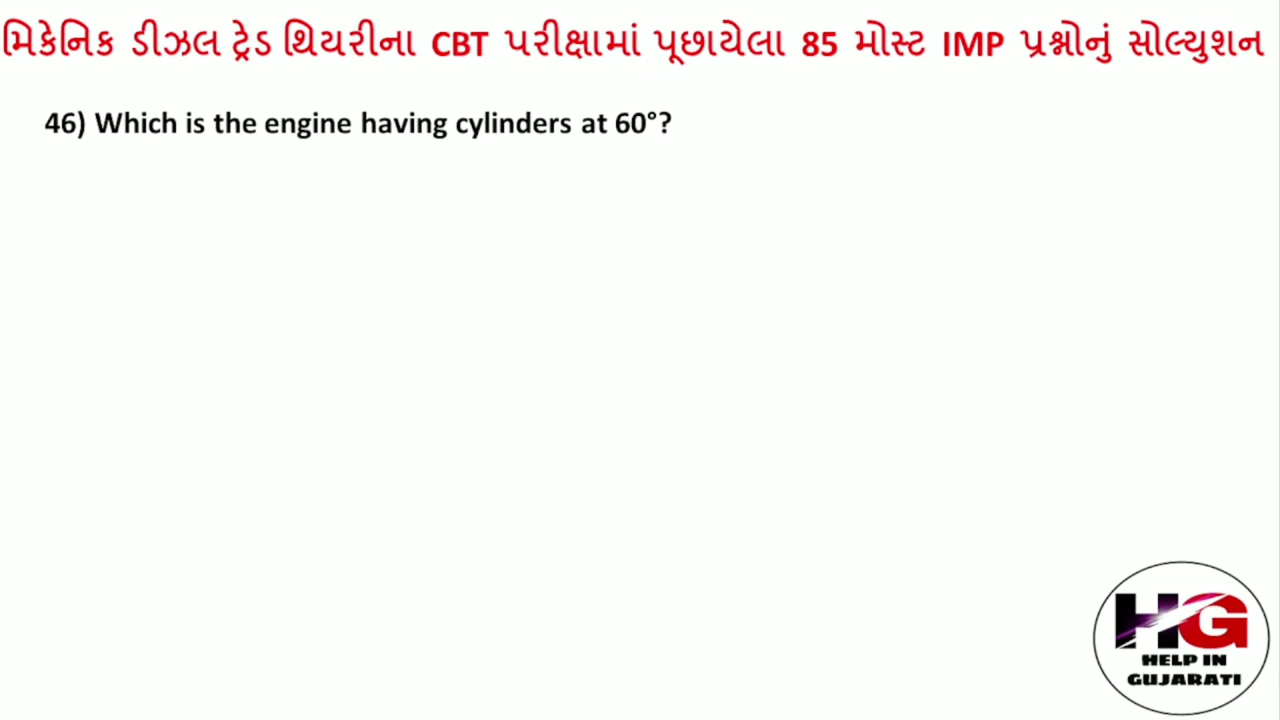 મિકેનિક ડીઝલ ટ્રેડ થિયરીના CBT પરીક્ષામાં પૂછાયેલા 85 મોસ્ટ IMP પ્રશ્નોનું સોલ્યુશન
46) Which is the engine having cylinders at 60°?
HG
HELP IN
GUJARATI